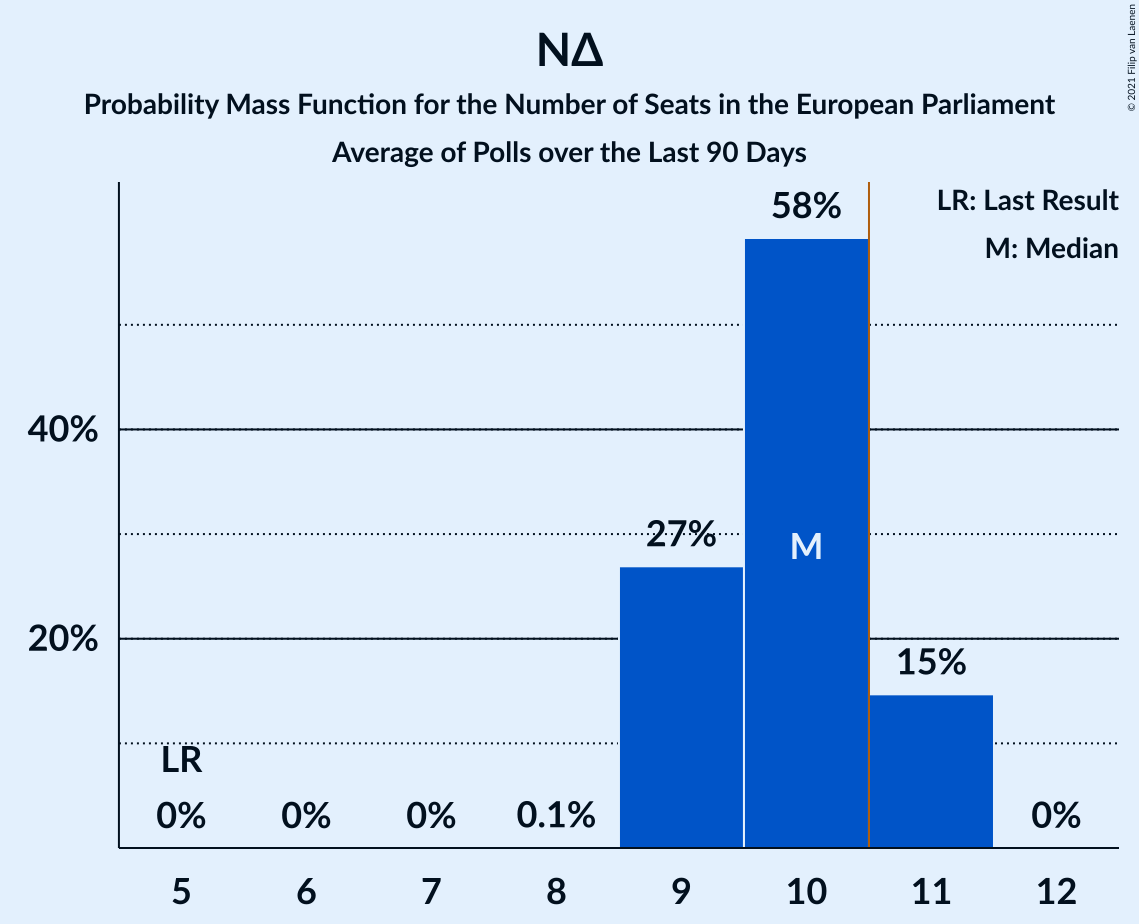 © 2021 Filip van Laenen
ΝΔ
Probability Mass Function for the Number of Seats in the European Parliament
Average of Polls over the Last 90 Days
LR: Last Result
M: Median
58%
40%
27%
M
20%
15%
LR
0% 0% 0% 0.1% 0%
5 6 7 8 9 10 11 12